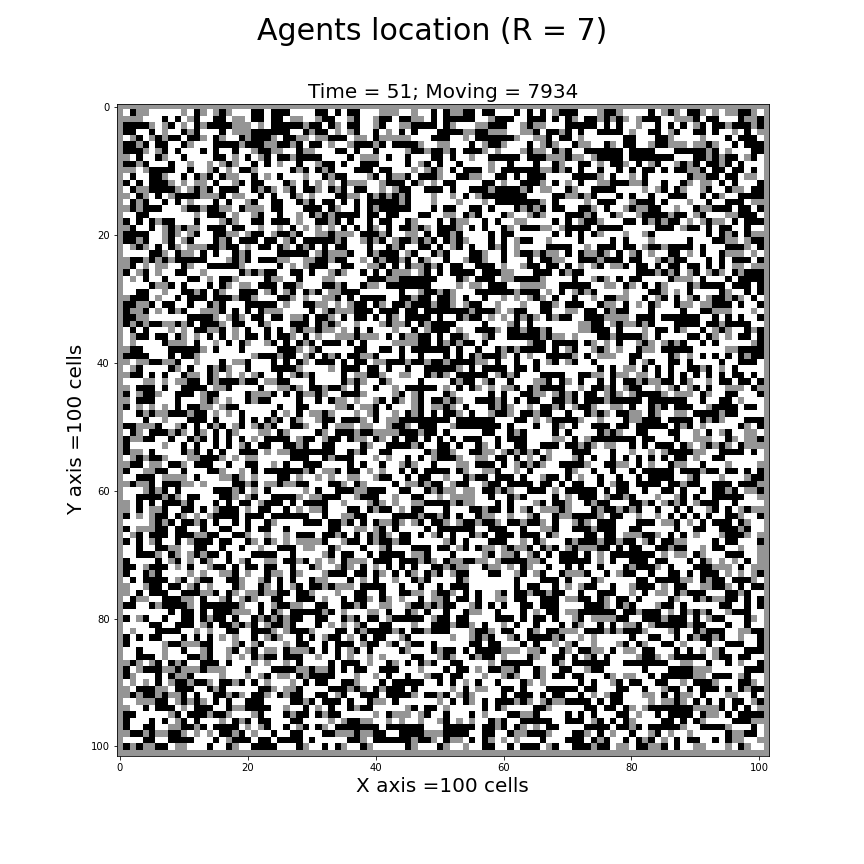 Agents location (R = 7)
Time = 51; Moving = 7934
0
20
40
60
80
100
Y axis =100 cells
0 20 40 60 80 100
X axis =100 cells